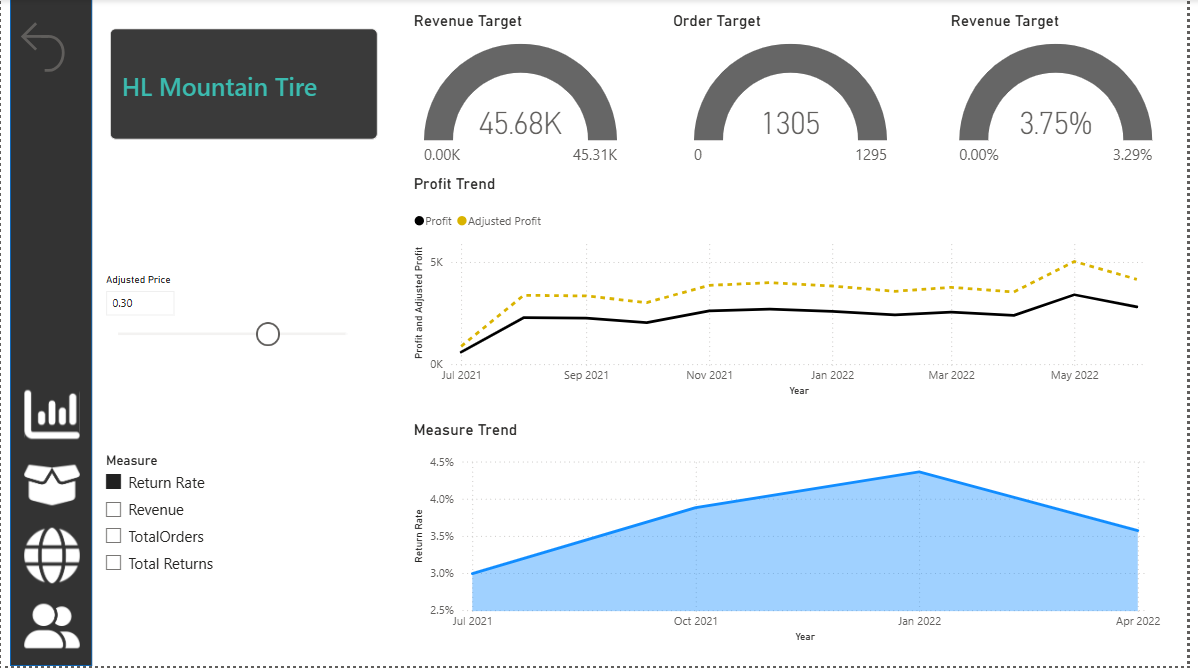 HL Mountain Tire
Revenue Target
45.68K
0.00K
45.31K
Order Target
1305
0
1295
Revenue Target
3.75%
0.00%
3.29%
Profit Trend
Profit
Adjusted Profit
Profit and Adjusted Profit
5K
0K
Jul 2021
Sep 2021
Nov 2021
Jan 2022
Mar 2022
May 2022
Year
Adjusted Price
0.30
Measure
Return Rate
Revenue
TotalOrders
Total Returns
Measure Trend
Return Rate
4.5%
4.0%
3.5%
3.0%
2.5%
Jul 2021
Oct 2021
Jan 2022
Apr 2022
Year